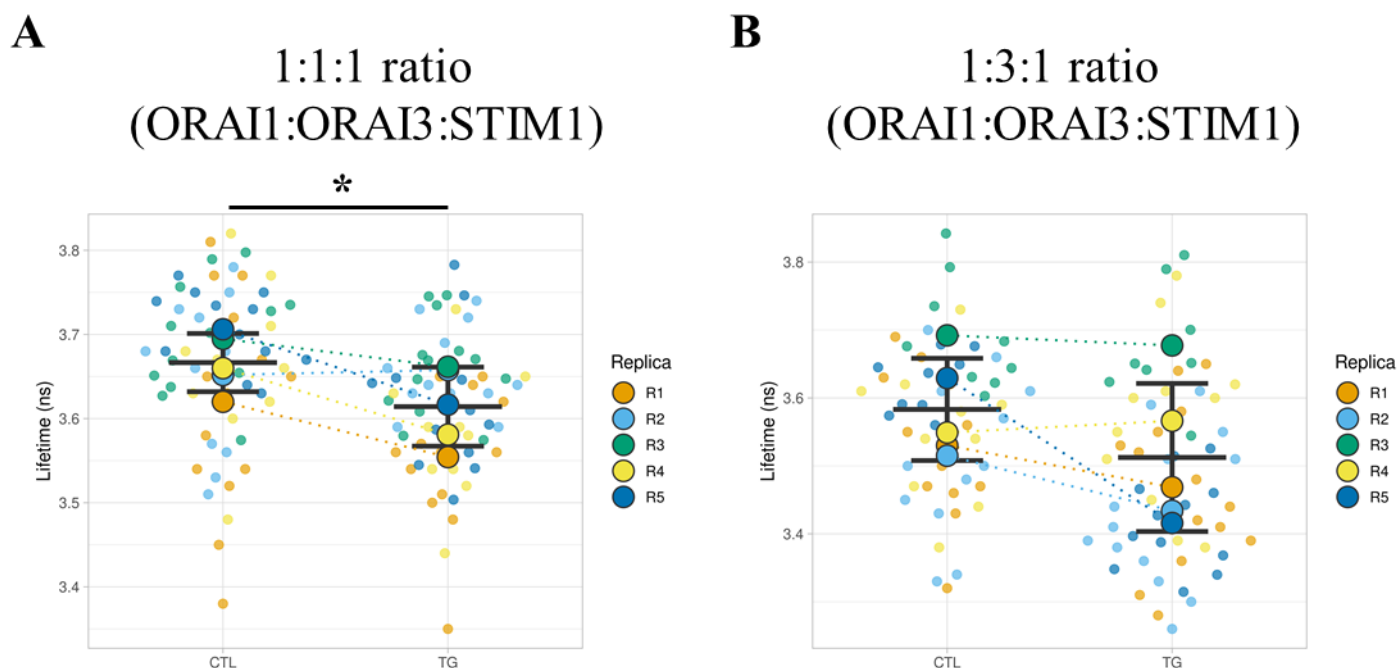 A
1:1:1 ratio
(ORAI1:ORAI3:STIM1)
*
3.8
3.7
3.6
3.5
3.4
Lifetime (ns)
CTL
TG
Replica
R1
R2
R3
R4
R5
B
1:3:1 ratio
(ORAI1:ORAI3:STIM1)
3.8
3.6
3.4
Lifetime (ns)
CTL
TG
Replica
R1
R2
R3
R4
R5